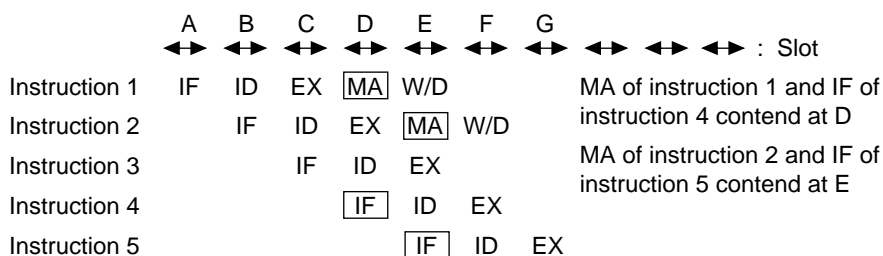 A B C D E F G
: Slot
Instruction 1 IF ID EX MA W/D
Instruction 2 IF ID EX MA W/D
Instruction 3 IF ID EX
Instruction 4 IF ID EX
Instruction 5 IF ID EX
MA of instruction 1 and IF of
instruction 4 contend at D
MA of instruction 2 and IF of
instruction 5 contend at E